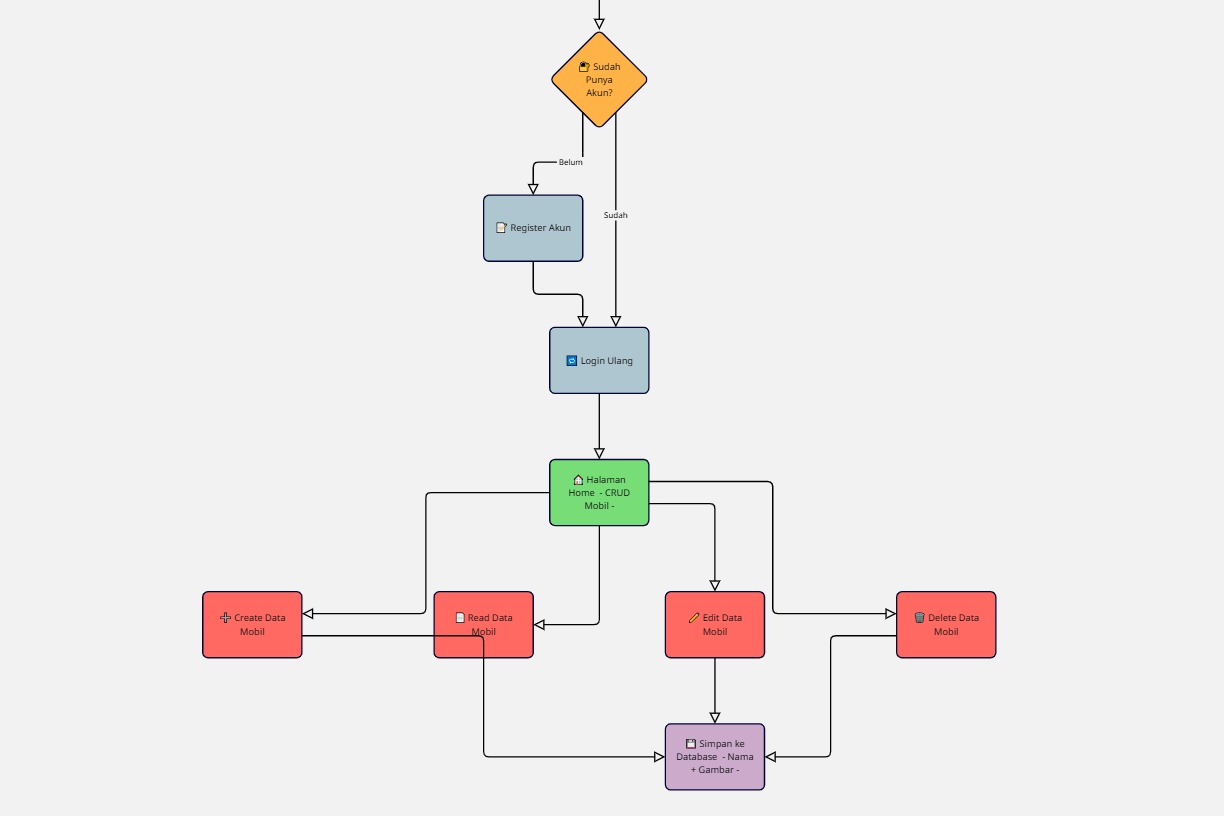 Sudah
Punya
Akun?
Belum
Sudah
Register Akun
Login Ulang
Halaman
Home - CRUD
Mobil -
Create Data
Mobil
Read Data
Mobil
Edit Data
Mobil
Delete Data
Mobil
Simpan ke
Database - Nama
+ Gambar -